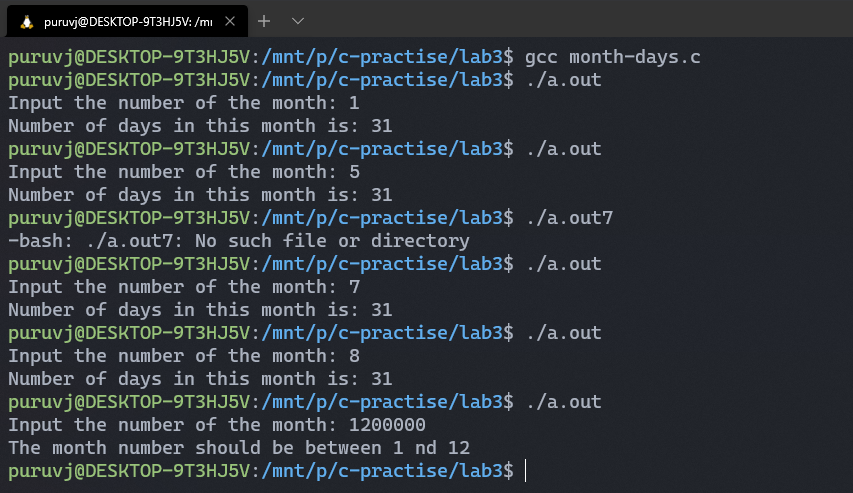 puruvj@DESKTOP-9T3HJ5V: /mı
puruvj@DESKTOP-9T3HJ5V:/mnt/p/c-practise/lab3$ gcc month-days.c
puruvj@DESKTOP-9T3HJ5V:/mnt/p/c-practise/lab3$ ./a.out
Input the number of the month: 1
Number of days in this month is: 31
puruvj@DESKTOP-9T3HJ5V:/mnt/p/c-practise/lab3$ ./a.out
Input the number of the month: 5
Number of days in this month is: 31
puruvj@DESKTOP-9T3HJ5V:/mnt/p/c-practise/lab3$ ./a.out7
-bash: ./a.out7: No such file or directory
puruvj@DESKTOP-9T3HJ5V:/mnt/p/c-practise/lab3$ ./a.out
Input the number of the month: 7
Number of days in this month is: 31
puruvj@DESKTOP-9T3HJ5V:/mnt/p/c-practise/lab3$ ./a.out
Input the number of the month: 8
Number of days in this month is: 31
puruvj@DESKTOP-9T3HJ5V:/mnt/p/c-practise/lab3$ ./a.out
Input the number of the month: 1200000
The month number should be between 1 nd 12
puruvj@DESKTOP-9T3HJ5V:/mnt/p/c-practise/lab3$